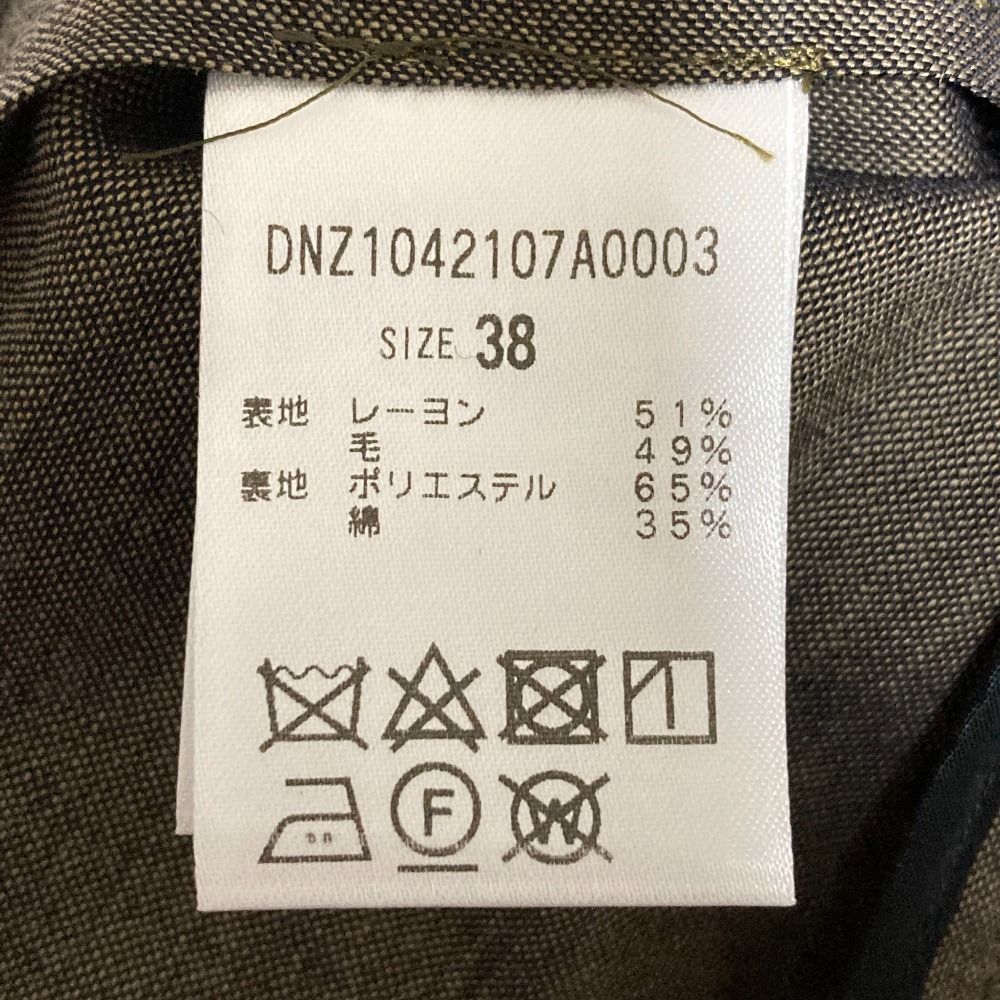 DNZ1042107A0003
SIZE 38
表地 レーヨン 51%
毛 49%
裏地 ポリエステル 65%
綿 35%
F
W